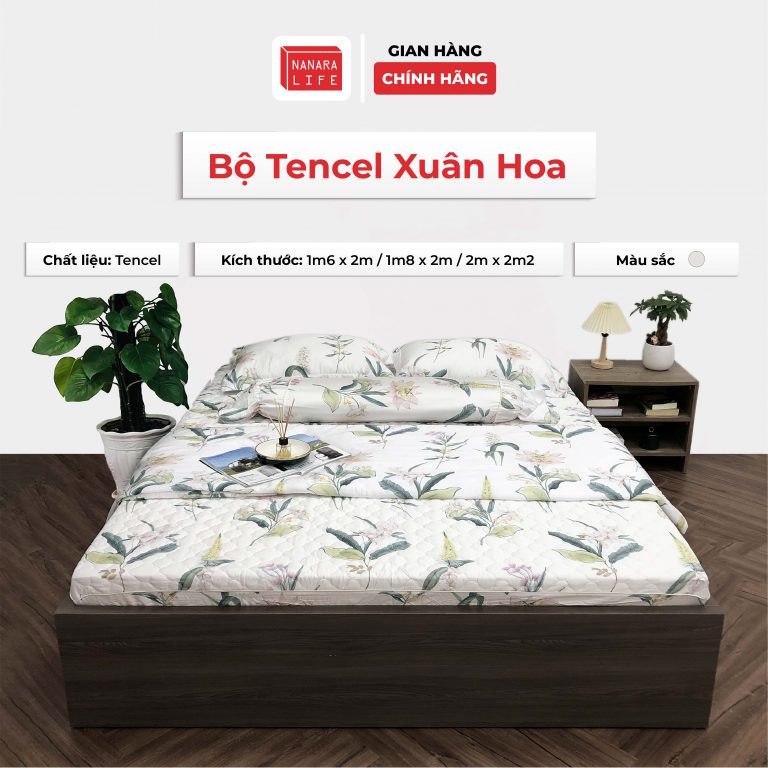 NANARA
LIFE
GIAN HÀNG
CHÍNH HÃNG
Bộ Tencel Xuân Hoa
Chất liệu: Tencel
Kích thước: 1m6 x 2m / 1m8 x 2m / 2m x 2m2
Màu sắc